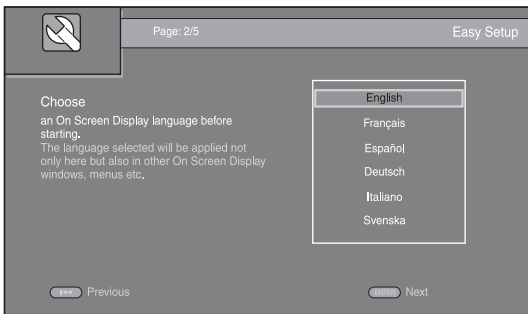 Page: 2/5
Easy Setup
Choose
an On Screen Display language before
starting.
The language selected will be applied not
only here but also in other On Screen Display
windows, menus etc.
English
Français
Español
Deutsch
Italiano
Svenska
Previous
ENTER Next